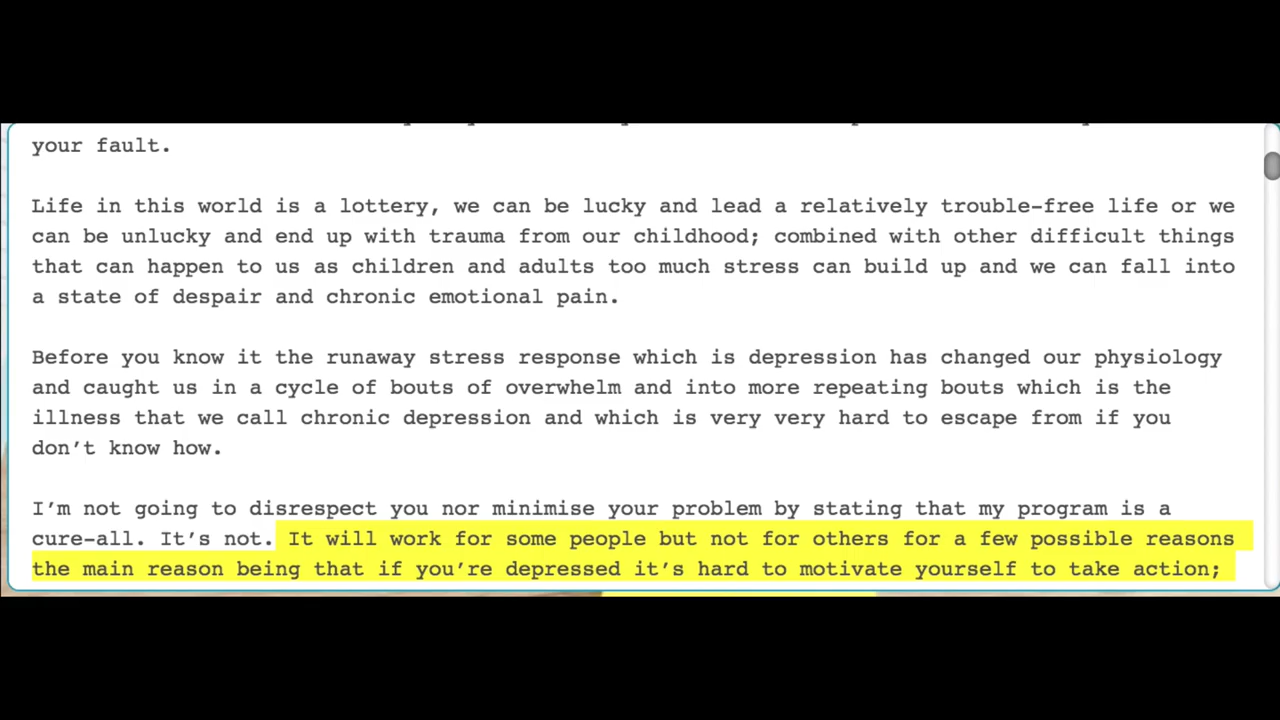 your fault.
Life in this world is a lottery, we can be lucky and lead a relatively trouble-free life or we
can be unlucky and end up with trauma from our childhood; combined with other difficult things
that can happen to us as children and adults too much stress can build up and we can fall into
a state of despair and chronic emotional pain.
Before you know it the runaway stress response which is depression has changed our physiology
and caught us in a cycle of bouts of overwhelm and into more repeating bouts which is the
illness that we call chronic depression and which is very very hard to escape from if you
don’t know how.
I’m not going to disrespect you nor minimise your problem by stating that my program is a
cure-all. It’s not. It will work for some people but not for others for a few possible reasons
the main reason being that if you’re depressed it’s hard to motivate yourself to take action;